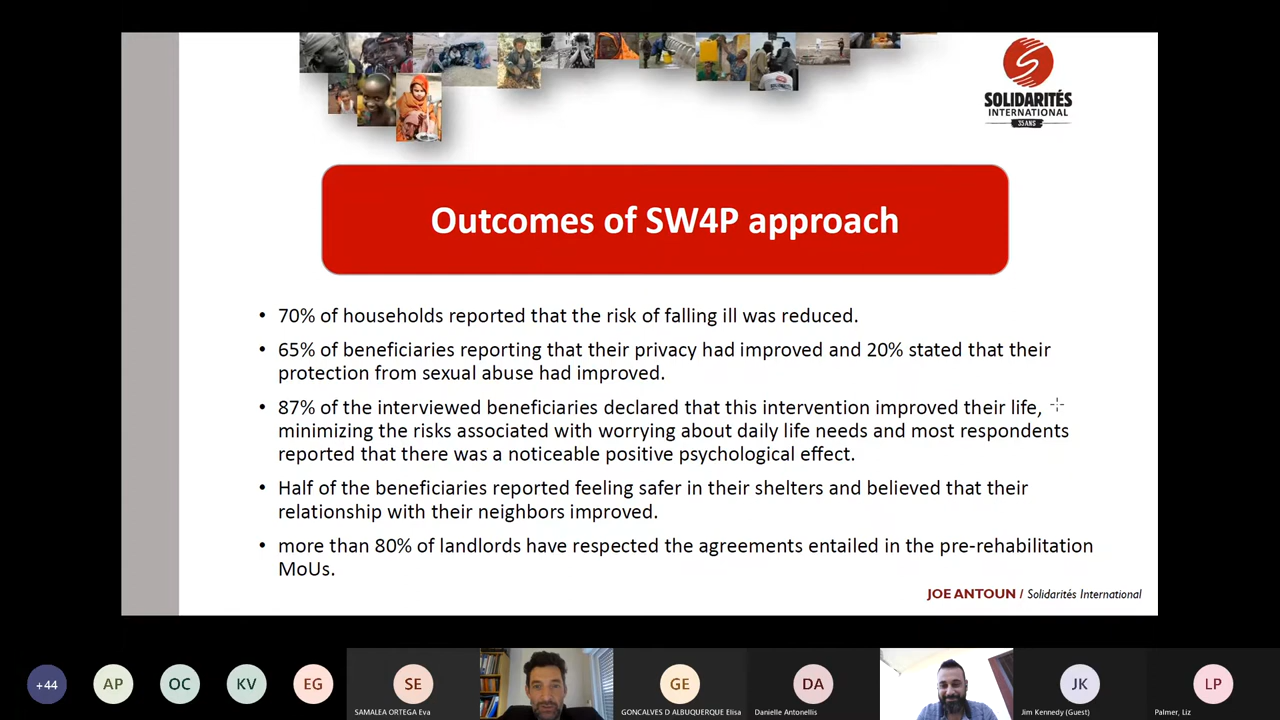 SOLIDARITÉS
INTERNATIONAL
35 ANS
Outcomes of SW4P approach
• 70% of households reported that the risk of falling ill was reduced.
• 65% of beneficiaries reporting that their privacy had improved and 20% stated that their
protection from sexual abuse had improved.
• 87% of the interviewed beneficiaries declared that this intervention improved their life,
minimizing the risks associated with worrying about daily life needs and most respondents
reported that there was a noticeable positive psychological effect.
• Half of the beneficiaries reported feeling safer in their shelters and believed that their
relationship with their neighbors improved.
• more than 80% of landlords have respected the agreements entailed in the pre-rehabilitation
MoUs.
JOE ANTOUN / Solidarités International
+44 AP OC KV EG SE GE DA JK LP
SAMALEA ORTEGA Eva GONCALVES D ALBUQUERQUE Elisa Danielle Antonellis Jim Kennedy (Guest) Palmer, Liz